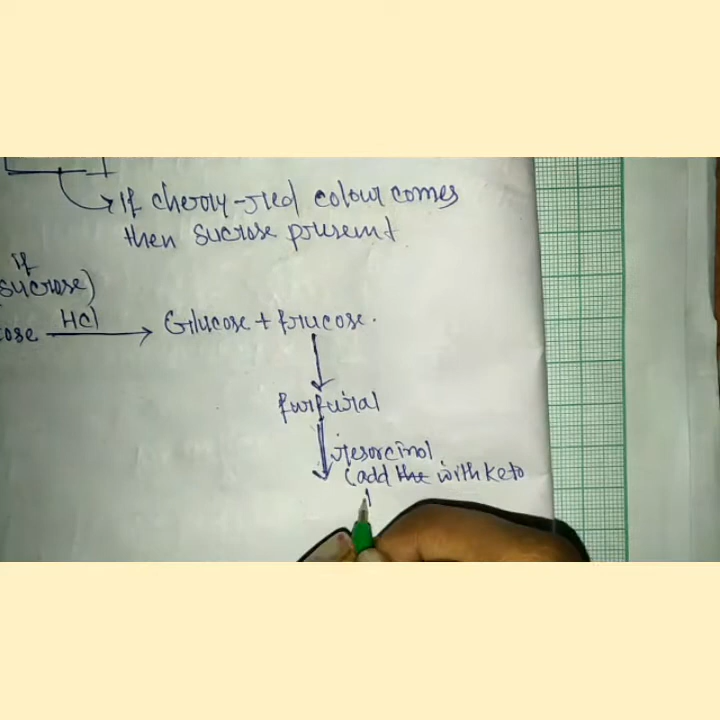 If cherry-red colour comes
then sucrose present
if
sucrose)
ose HCl Glucose + frucose.
furfural
resorcinol
(add the with keto